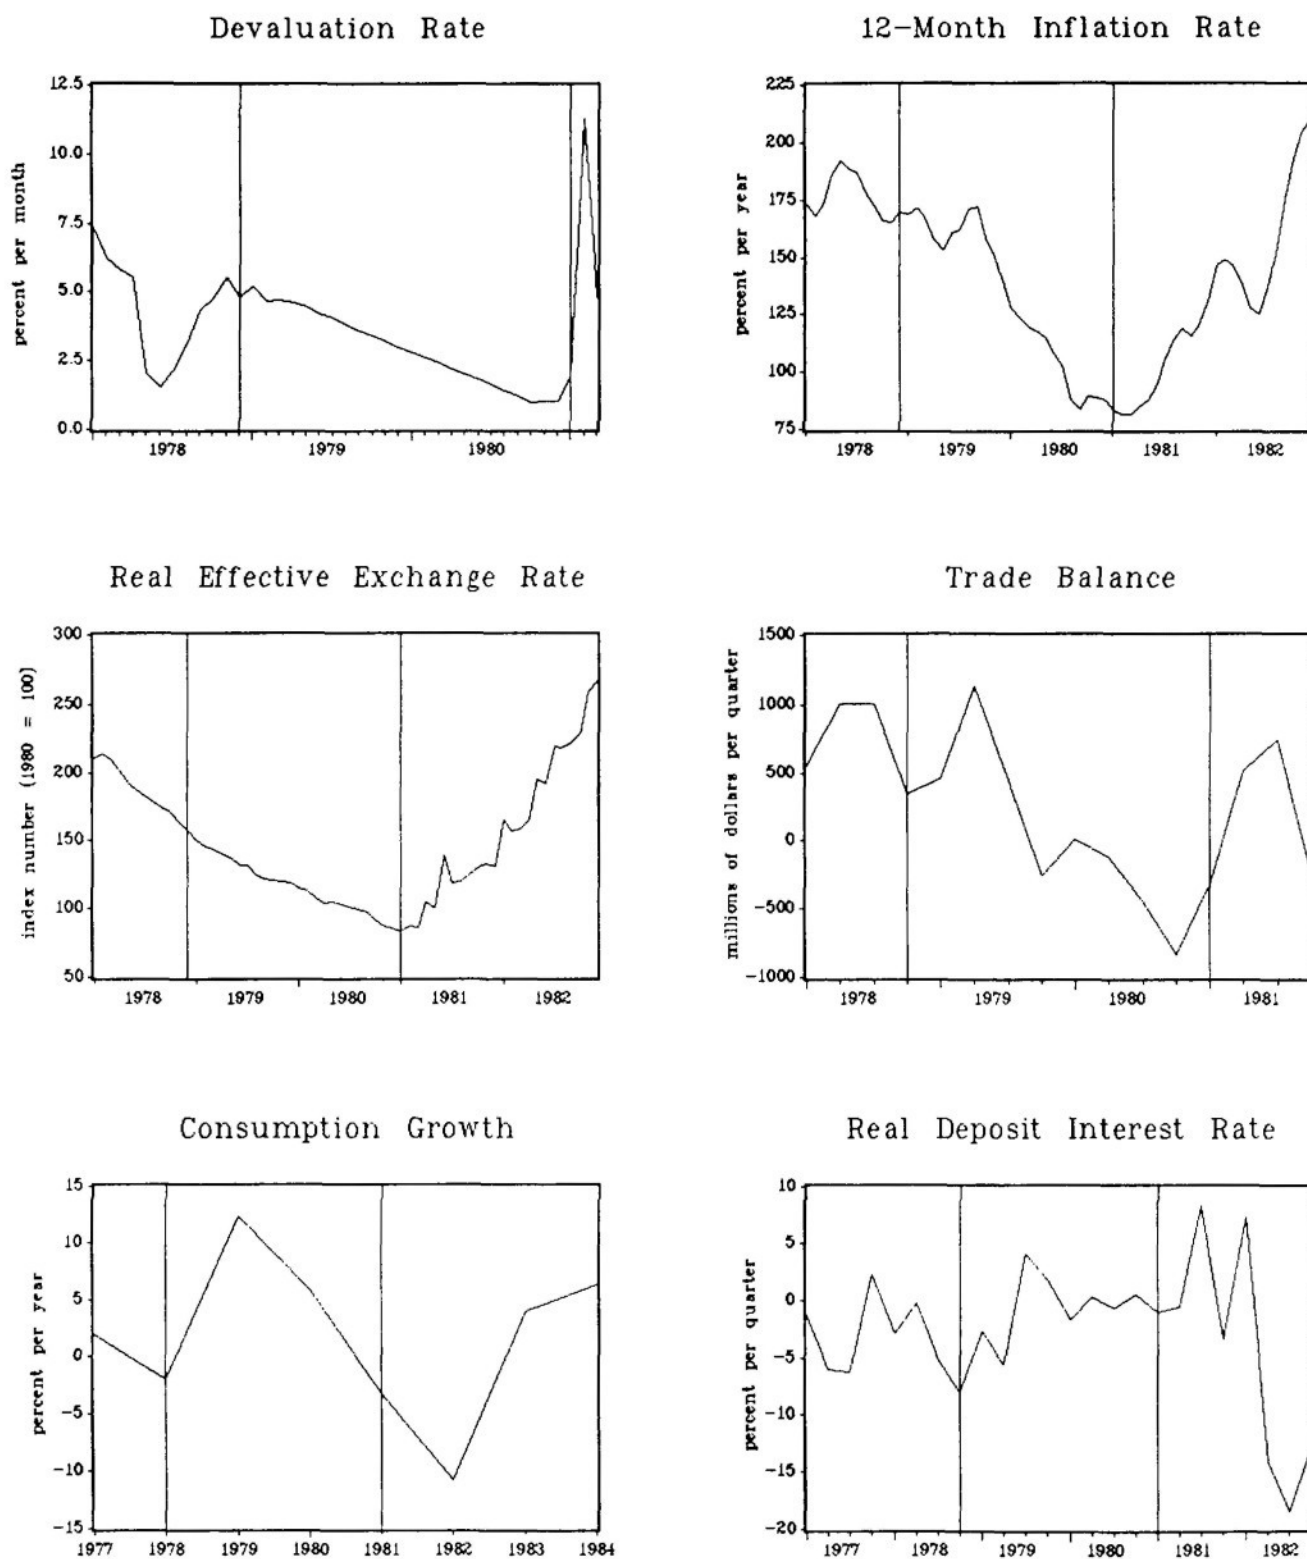 Devaluation Rate
percent per month
12.5
10.0
7.5
5.0
2.5
0.0
1978 1979 1980
12-Month Inflation Rate
percent per year
225
200
175
150
125
100
75
1978 1979 1980 1981 1982
Real Effective Exchange Rate
index number (1980 = 100)
300
250
200
150
100
50
1978 1979 1980 1981 1982
Trade Balance
millions of dollars per quarter
1500
1000
500
0
-500
-1000
1978 1979 1980 1981
Consumption Growth
percent per year
15
10
5
0
-5
-10
-15
1977 1978 1979 1980 1981 1982 1983 1984
Real Deposit Interest Rate
percent per quarter
10
5
0
-5
-10
-15
-20
1977 1978 1979 1980 1981 1982